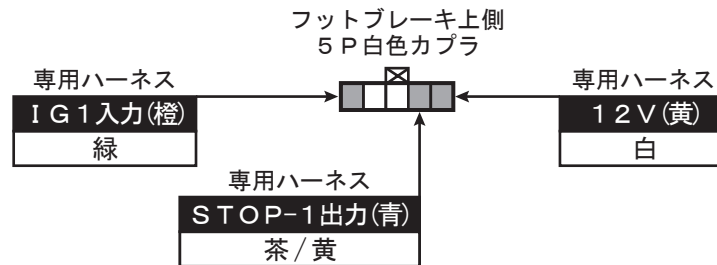 フットブレーキ上側
５Ｐ白色カプラ
専用ハーネス
ＩＧ１入力(橙)
緑
専用ハーネス
１２Ｖ(黄)
白
専用ハーネス
ＳＴＯＰ-１出力(青)
茶/黄